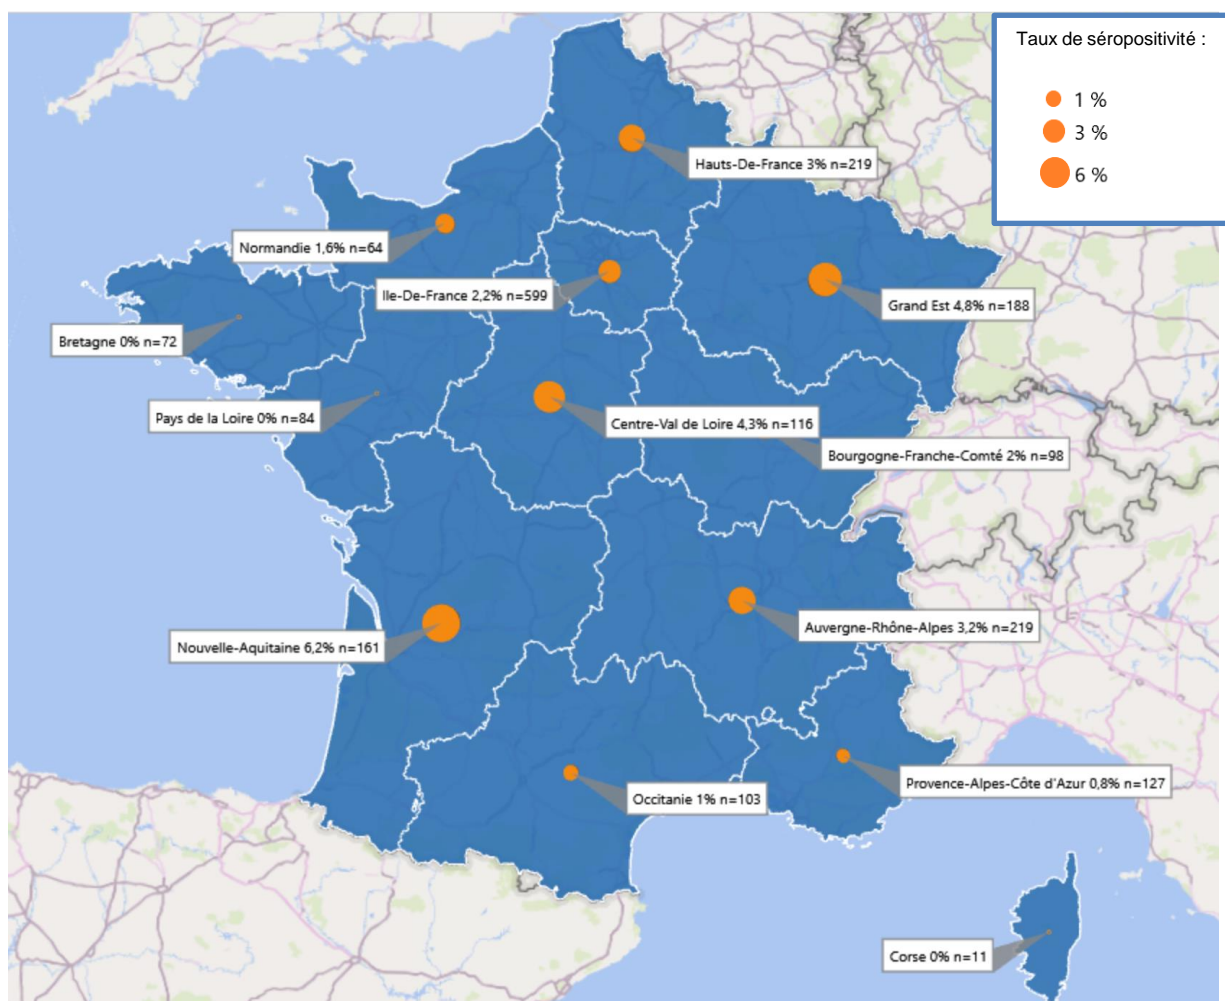 Taux de séropositivité :
1 %
3 %
6 %
Hauts-De-France 3% n=219
Normandie 1,6% n=64
Ile-De-France 2,2% n=599
Grand Est 4,8% n=188
Bretagne 0% n=72
Pays de la Loire 0% n=84
Centre-Val de Loire 4,3% n=116
Bourgogne-Franche-Comté 2% n=98
Nouvelle-Aquitaine 6,2% n=161
Auvergne-Rhône-Alpes 3,2% n=219
Occitanie 1% n=103
Provence-Alpes-Côte d'Azur 0,8% n=127
Corse 0% n=11